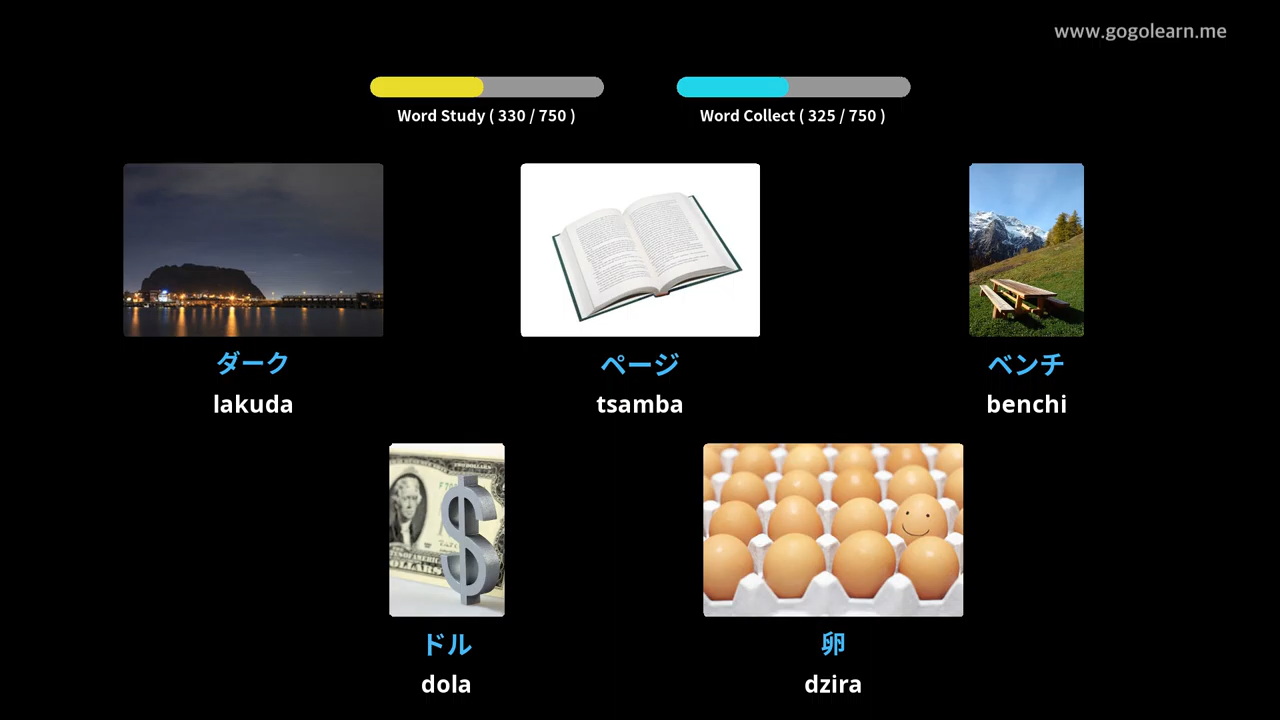 www.gogolearn.me
Word Study ( 330 / 750 )
Word Collect ( 325 / 750 )
ダーク
lakuda
ページ
tsamba
ベンチ
benchi
ドル
dola
卵
dzira